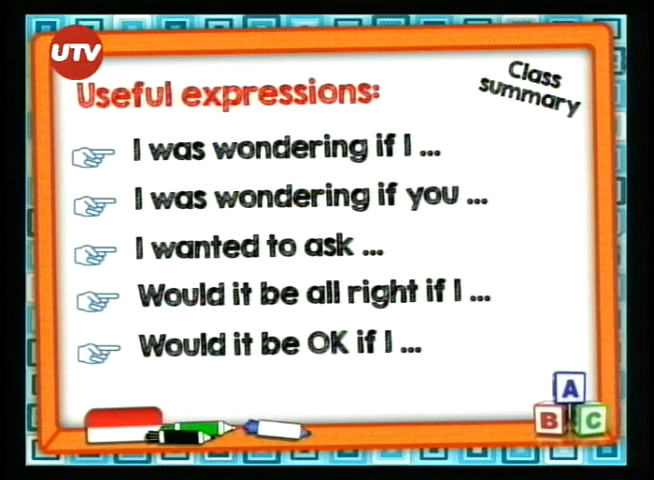 UTV
Class
summary
Useful expressions:
I was wondering if I ...
I was wondering if you ...
I wanted to ask ...
Would it be all right if I ...
Would it be OK if I ...
A
B C